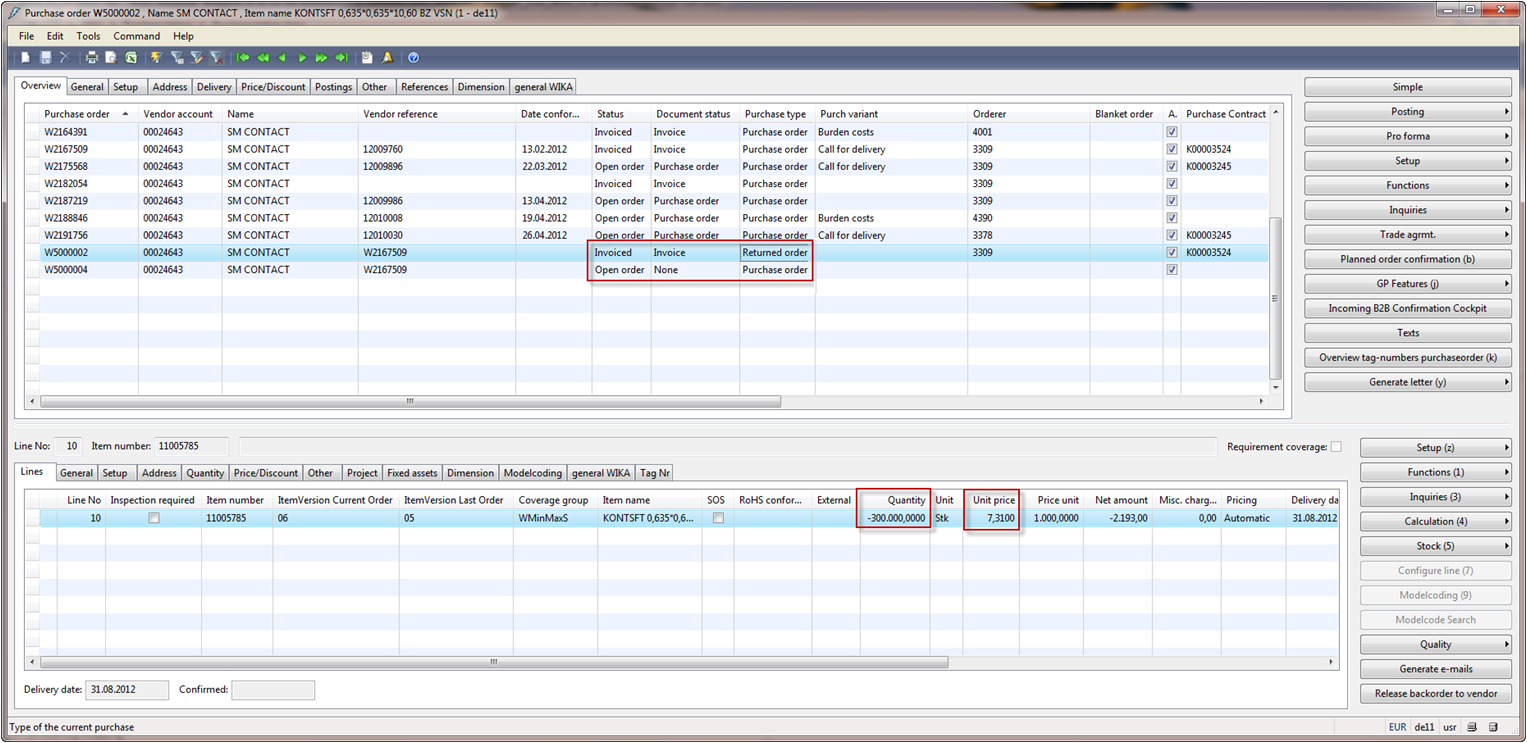 Purchase order W5000002 , Name SM CONTACT , Item name KONTSFT 0,635*0,635*10,60 BZ VSN (1 - de11)
File Edit Tools Command Help
Overview General Setup Address Delivery Price/Discount Postings Other References Dimension general WIKA
Purchase order Vendor account Name Vendor reference Date confor... Status Document status Purchase type Purch variant Orderer Blanket order A. Purchase Contract
W2164391 00024643 SM CONTACT Invoiced Invoice Purchase order Burden costs 4001
W2167509 00024643 SM CONTACT 12009760 13.02.2012 Invoiced Invoice Purchase order Call for delivery 3309 K00003524
W2175568 00024643 SM CONTACT 12009896 22.03.2012 Open order Purchase order Purchase order Call for delivery 3309 K00003245
W2182054 00024643 SM CONTACT Invoiced Invoice Purchase order 3309
W2187219 00024643 SM CONTACT 12009986 13.04.2012 Open order Purchase order Purchase order 3309
W2188846 00024643 SM CONTACT 12010008 19.04.2012 Open order Purchase order Purchase order Burden costs 4390
W2191756 00024643 SM CONTACT 12010030 26.04.2012 Open order Purchase order Purchase order Call for delivery 3378 K00003245
W5000002 00024643 SM CONTACT W2167509 Invoiced Invoice Returned order 3309 K00003524
W5000004 00024643 SM CONTACT W2167509 Open order None Purchase order
Simple
Posting
Pro forma
Setup
Functions
Inquiries
Trade agrmt.
Planned order confirmation (b)
GP Features (j)
Incoming B2B Confirmation Cockpit
Texts
Overview tag-numbers purchaseorder (k)
Generate letter (y)
Line No: 10 Item number: 11005785 Requirement coverage:
Lines General Setup Address Quantity Price/Discount Other Project Fixed assets Dimension Modelcoding general WIKA Tag Nr
Line No Inspection required Item number ItemVersion Current Order ItemVersion Last Order Coverage group Item name SOS RoHS confor... External Quantity Unit Unit price Price unit Net amount Misc. charg... Pricing Delivery da
10 11005785 06 05 WMinMaxS KONTSFT 0,635*0,6... -300.000,0000 Stk 7,3100 1.000,0000 -2.193,00 0,00 Automatic 31.08.2012
Setup (z)
Functions (1)
Inquiries (3)
Calculation (4)
Stock (5)
Configure line (7)
Modelcoding (9)
Modelcode Search
Quality
Generate e-mails
Release backorder to vendor
Delivery date: 31.08.2012 Confirmed:
Type of the current purchase EUR de11 usr